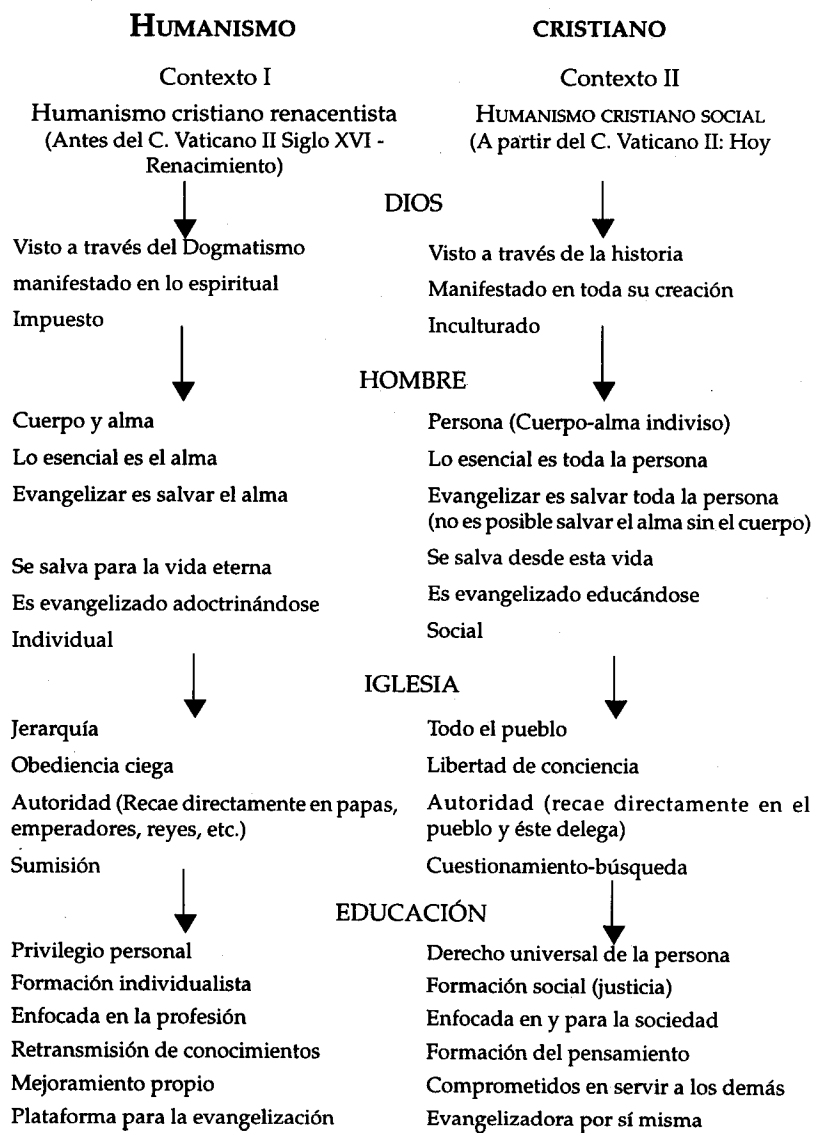 HUMANISMO CRISTIANO
Contexto I
Humanismo cristiano renacentista
(Antes del C. Vaticano II Siglo XVI -
Renacimiento)
Contexto II
HUMANISMO CRISTIANO SOCIAL
(A partir del C. Vaticano II: Hoy
DIOS
Visto a través del Dogmatismo
manifestado en lo espiritual
Impuesto
Visto a través de la historia
Manifestado en toda su creación
Inculturado
HOMBRE
Cuerpo y alma
Lo esencial es el alma
Evangelizar es salvar el alma
Se salva para la vida eterna
Es evangelizado adoctrinándose
Individual
Persona (Cuerpo-alma indiviso)
Lo esencial es toda la persona
Evangelizar es salvar toda la persona
(no es posible salvar el alma sin el cuerpo)
Se salva desde esta vida
Es evangelizado educándose
Social
IGLESIA
Jerarquía
Obediencia ciega
Autoridad (Recae directamente en papas,
emperadores, reyes, etc.)
Sumisión
Todo el pueblo
Libertad de conciencia
Autoridad (recae directamente en el
pueblo y éste delega)
Cuestionamiento-búsqueda
EDUCACIÓN
Privilegio personal
Formación individualista
Enfocada en la profesión
Retransmisión de conocimientos
Mejoramiento propio
Plataforma para la evangelización
Derecho universal de la persona
Formación social (justicia)
Enfocada en y para la sociedad
Formación del pensamiento
Comprometidos en servir a los demás
Evangelizadora por sí misma